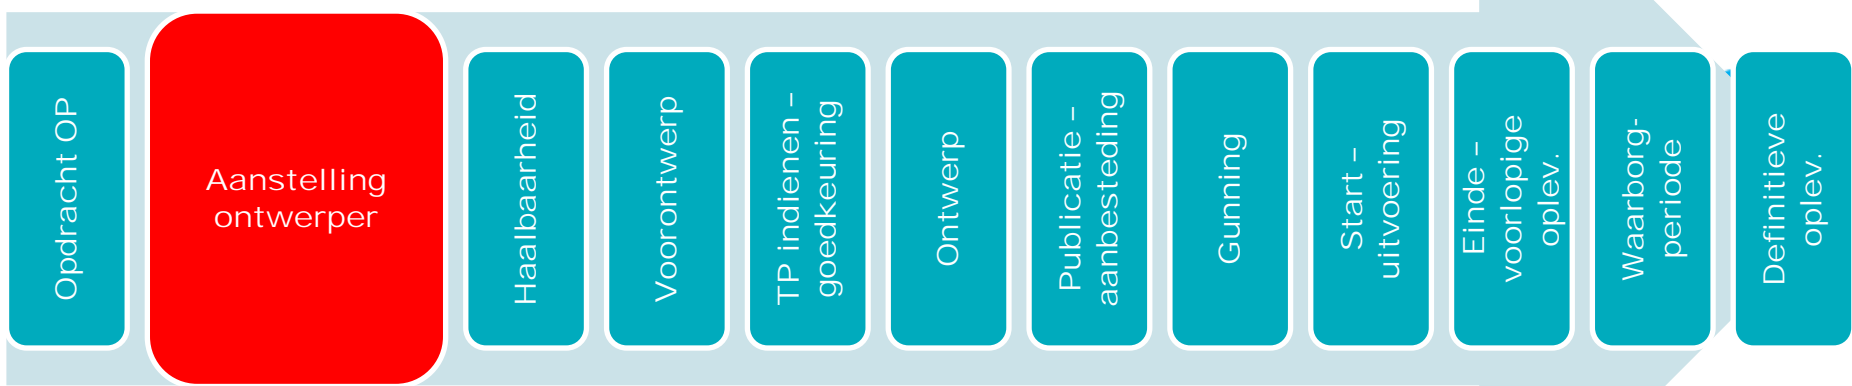 Opdracht OP
Aanstelling
ontwerper
Haalbaarheid
Voorontwerp
TP indienen –
goedkeuring
Ontwerp
Publicatie –
aanbesteding
Gunning
Start –
uitvoering
Einde –
voorlopige
oplev.
Waarborg-
periode
Definitieve
oplev.